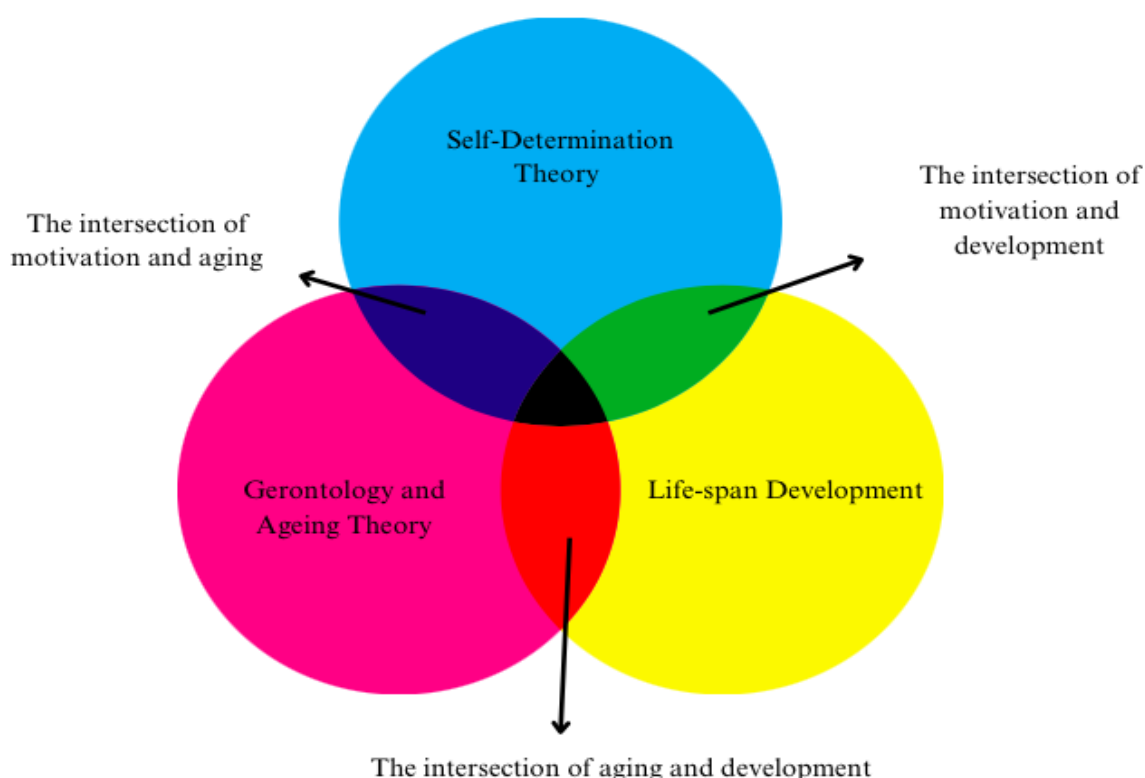 Self-Determination
Theory
The intersection of
motivation and
development
The intersection of
motivation and aging
Gerontology and
Ageing Theory
Life-span Development
The intersection of aging and development